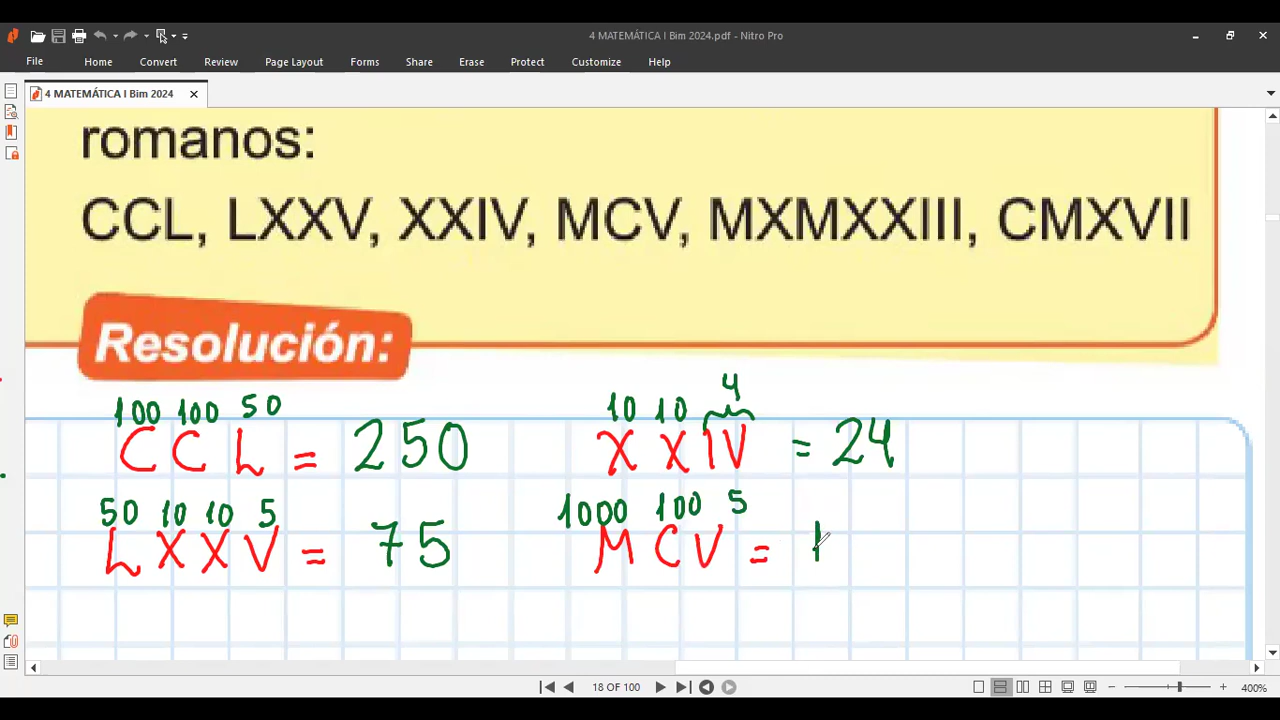 4 MATEMÁTICA I Bim 2024.pdf - Nitro Pro
File Home Convert Review Page Layout Forms Share Erase Protect Customize Help
4 MATEMÁTICA I Bim 2024
romanos:
CCL, LXXV, XXIV, MCV, MXMXXIII, CMXVII
Resolución:
100 100 50
CCL = 250
10 10 4
XXIV = 24
50 10 10 5
LXXV = 75
1000 100 5
MCV = 1
18 OF 100
400%